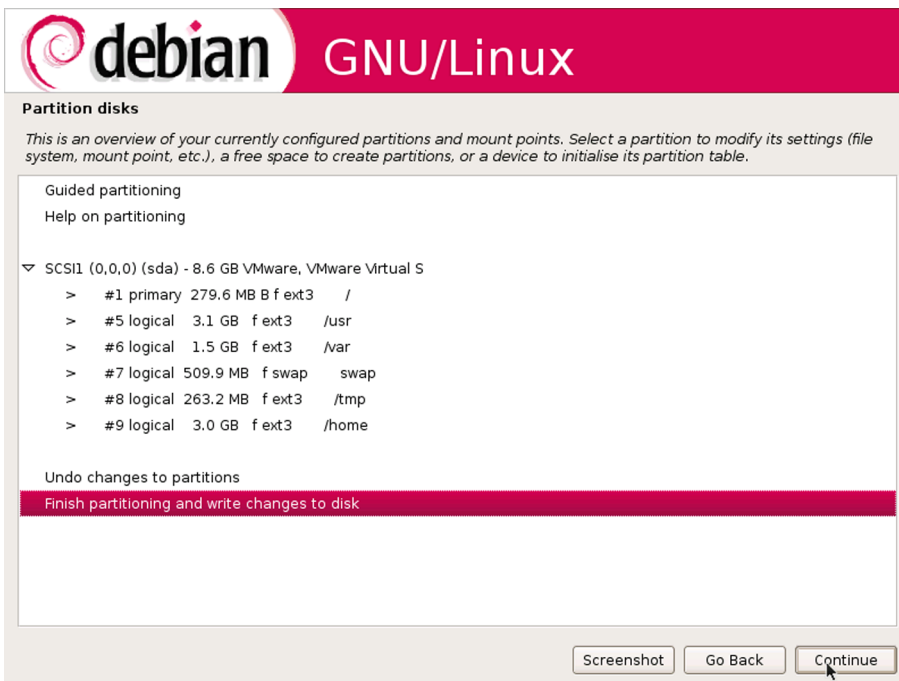 debian GNU/Linux
Partition disks
This is an overview of your currently configured partitions and mount points. Select a partition to modify its settings (file
system, mount point, etc.), a free space to create partitions, or a device to initialise its partition table.
Guided partitioning
Help on partitioning
SCSI1 (0,0,0) (sda) - 8.6 GB VMware, VMware Virtual S
> #1 primary 279.6 MB B f ext3 /
> #5 logical 3.1 GB f ext3 /usr
> #6 logical 1.5 GB f ext3 /var
> #7 logical 509.9 MB f swap swap
> #8 logical 263.2 MB f ext3 /tmp
> #9 logical 3.0 GB f ext3 /home
Undo changes to partitions
Finish partitioning and write changes to disk
Screenshot Go Back Continue